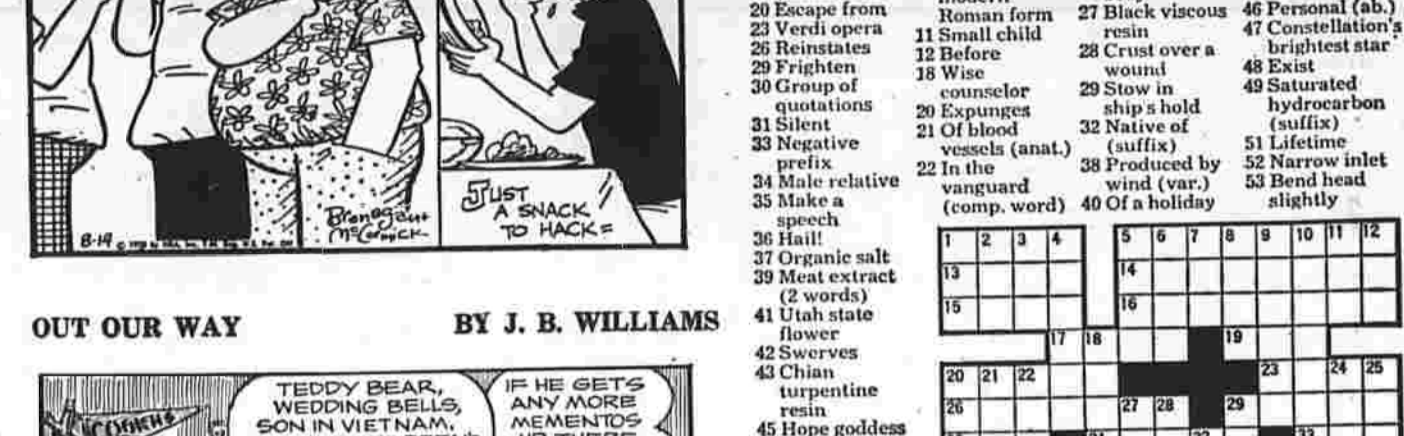 8-14
Brenegan &
McCormick
JUST
A SNACK
TO HACK=
OUT OUR WAY
BY J. B. WILLIAMS
TEDDY BEAR,
WEDDING BELLS,
SON IN VIETNAM.
IF HE GETS
ANY MORE
MEMENTOS
20 Escape from
23 Verdi opera
26 Reinstates
29 Frighten
30 Group of
quotations
31 Silent
33 Negative
prefix
34 Male relative
35 Make a
speech
36 Hail!
37 Organic salt
39 Meat extract
(2 words)
41 Utah state
flower
42 Swerves
43 Chian
turpentine
resin
45 Hope goddess
Roman form
11 Small child
12 Before
18 Wise
counselor
20 Expunges
21 Of blood
vessels (anat.)
22 In the
vanguard
(comp. word)
27 Black viscous
resin
28 Crust over a
wound
29 Stow in
ship's hold
32 Native of
(suffix)
38 Produced by
wind (var.)
40 Of a holiday
46 Personal (ab.)
47 Constellation's
brightest star
48 Exist
49 Saturated
hydrocarbon
(suffix)
51 Lifetime
52 Narrow inlet
53 Bend head
slightly
1 2 3 4 5 6 7 8 9 10 11 12
13 14
15 16
17 18 19
20 21 22 23 24 25
26 27 28 29